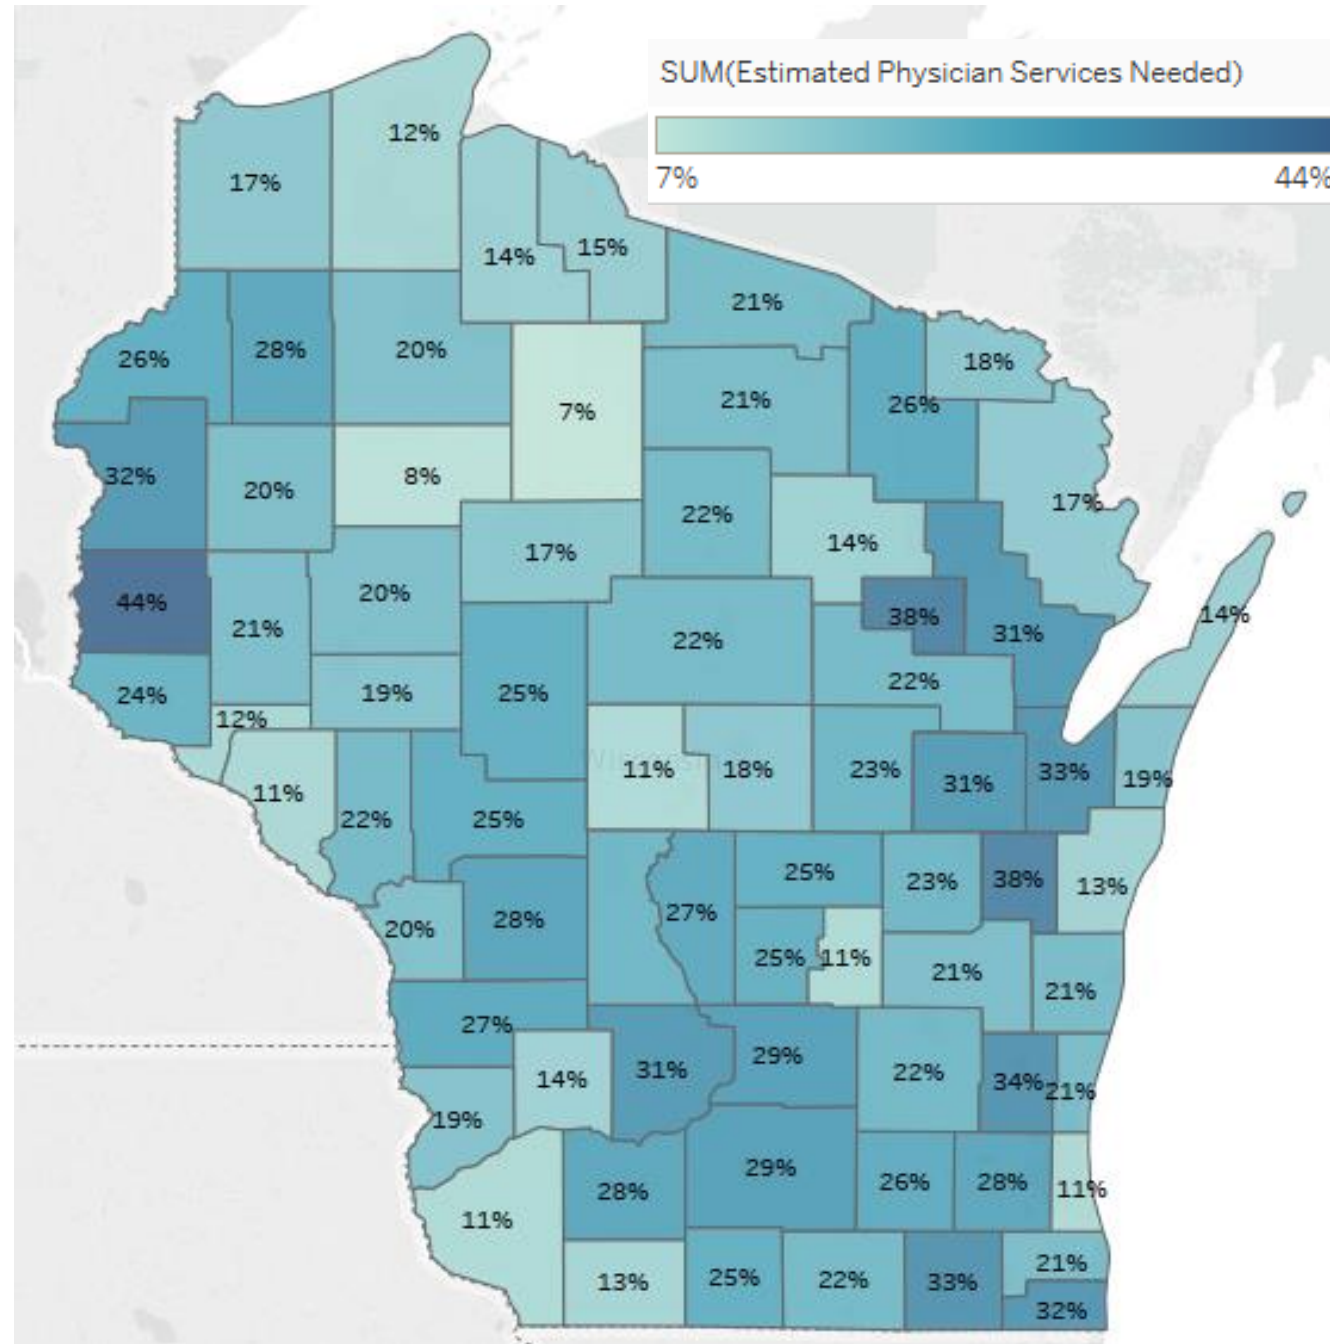 SUM(Estimated Physician Services Needed)
7% 44%
12%
17%
14% 15%
21%
26% 28% 20% 18%
7% 21% 26%
32% 20% 8% 17%
22% 14%
17%
44% 21% 20% 38% 31% 14%
22%
24% 19% 25% 22%
12%
11% 18% 23% 31% 33% 19%
11% 22% 25%
25% 23% 38% 13%
20% 28% 27%
25% 11% 21% 21%
27%
14% 31% 29% 22% 34% 21%
19%
28% 29% 26% 28% 11%
11%
13% 25% 22% 33% 21%
32%